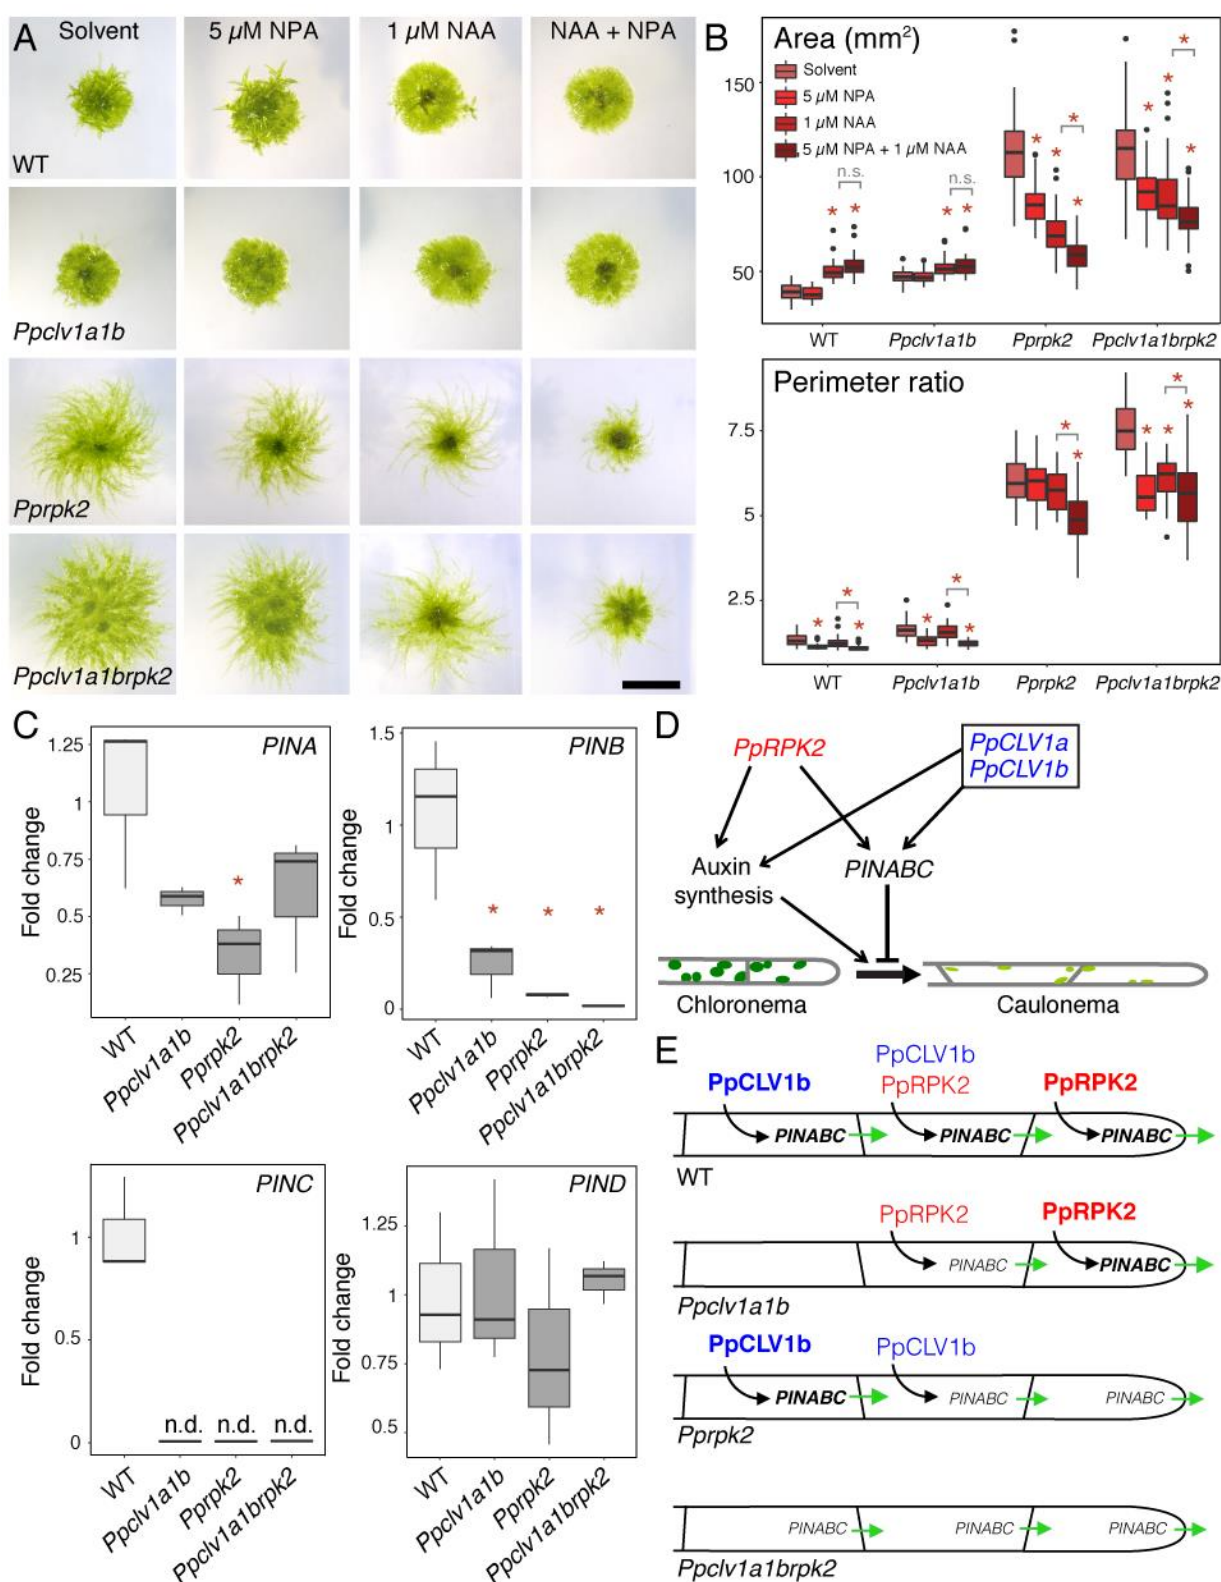 A
Solvent
5 µM NPA
1 µM NAA
NAA + NPA
WT
Ppclv1a1b
Pprpk2
Ppclv1a1brpk2
B
Area (mm²)
Solvent
5 µM NPA
1 µM NAA
5 µM NPA + 1 µM NAA
150
100
50
n.s.
n.s.
*
*
*
*
*
*
*
*
*
*
*
*
WT
Ppclv1a1b
Pprpk2
Ppclv1a1brpk2
Perimeter ratio
7.5
5
2.5
*
*
*
*
*
*
*
*
*
*
*
*
WT
Ppclv1a1b
Pprpk2
Ppclv1a1brpk2
C
PINA
Fold change
1.25
1
0.75
0.5
0.25
*
WT
Ppclv1a1b
Pprpk2
Ppclv1a1brpk2
PINB
Fold change
1.5
1
0.5
0
*
*
*
WT
Ppclv1a1b
Pprpk2
Ppclv1a1brpk2
PINC
Fold change
1
0.5
0
n.d.
n.d.
n.d.
WT
Ppclv1a1b
Pprpk2
Ppclv1a1brpk2
PIND
Fold change
1.25
1
0.75
0.5
WT
Ppclv1a1b
Pprpk2
Ppclv1a1brpk2
D
PpRPK2
PpCLV1a
PpCLV1b
Auxin
synthesis
PINABC
Chloronema
Caulonema
E
PpCLV1b
PpCLV1b
PpRPK2
PpRPK2
PINABC
PINABC
PINABC
WT
PpRPK2
PpRPK2
PINABC
PINABC
Ppclv1a1b
PpCLV1b
PpCLV1b
PINABC
PINABC
PINABC
Pprpk2
PINABC
PINABC
PINABC
Ppclv1a1brpk2